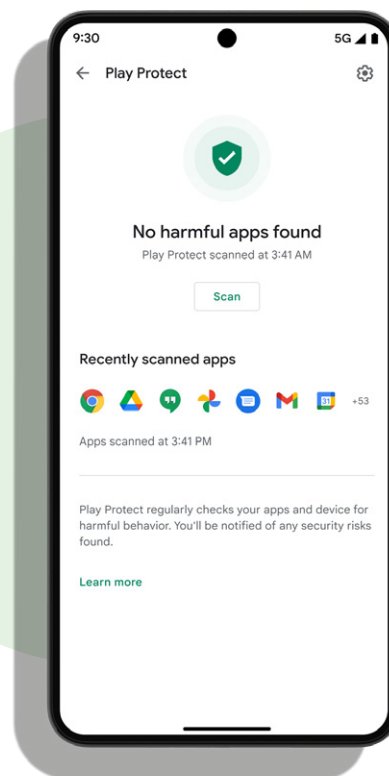 9:30
5G
Play Protect
No harmful apps found
Play Protect scanned at 3:41 AM
Scan
Recently scanned apps
31
+53
Apps scanned at 3:41 PM
Play Protect regularly checks your apps and device for
harmful behavior. You'll be notified of any security risks
found.
Learn more